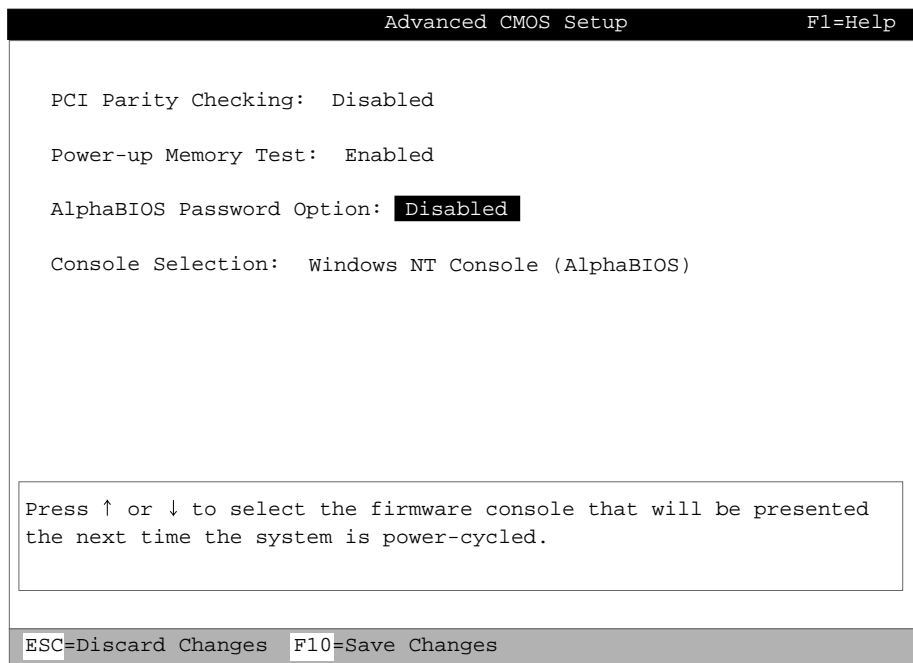 Advanced CMOS Setup F1=Help
PCI Parity Checking: Disabled
Power-up Memory Test: Enabled
AlphaBIOS Password Option: Disabled
Console Selection: Windows NT Console (AlphaBIOS)
Press ↑ or ↓ to select the firmware console that will be presented
the next time the system is power-cycled.
ESC=Discard Changes F10=Save Changes